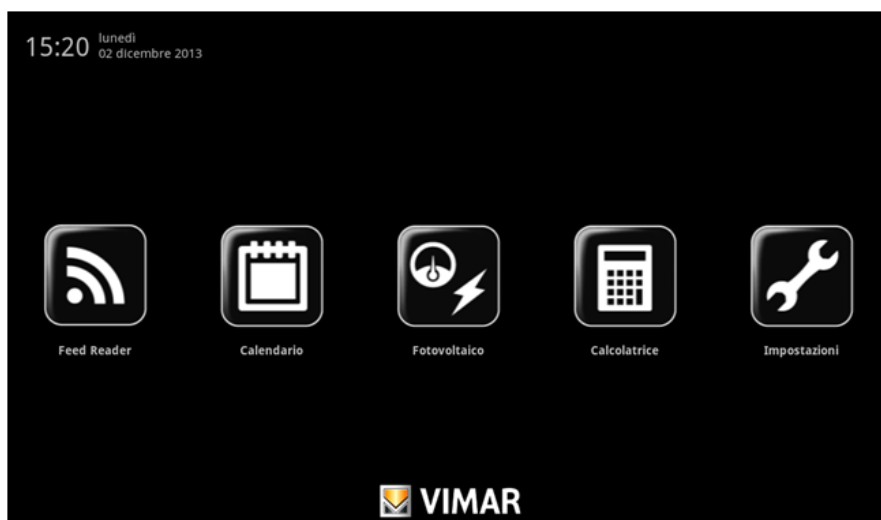 15:20
lunedì
02 dicembre 2013
Feed Reader
Calendario
Fotovoltaico
Calcolatrice
Impostazioni
VIMAR